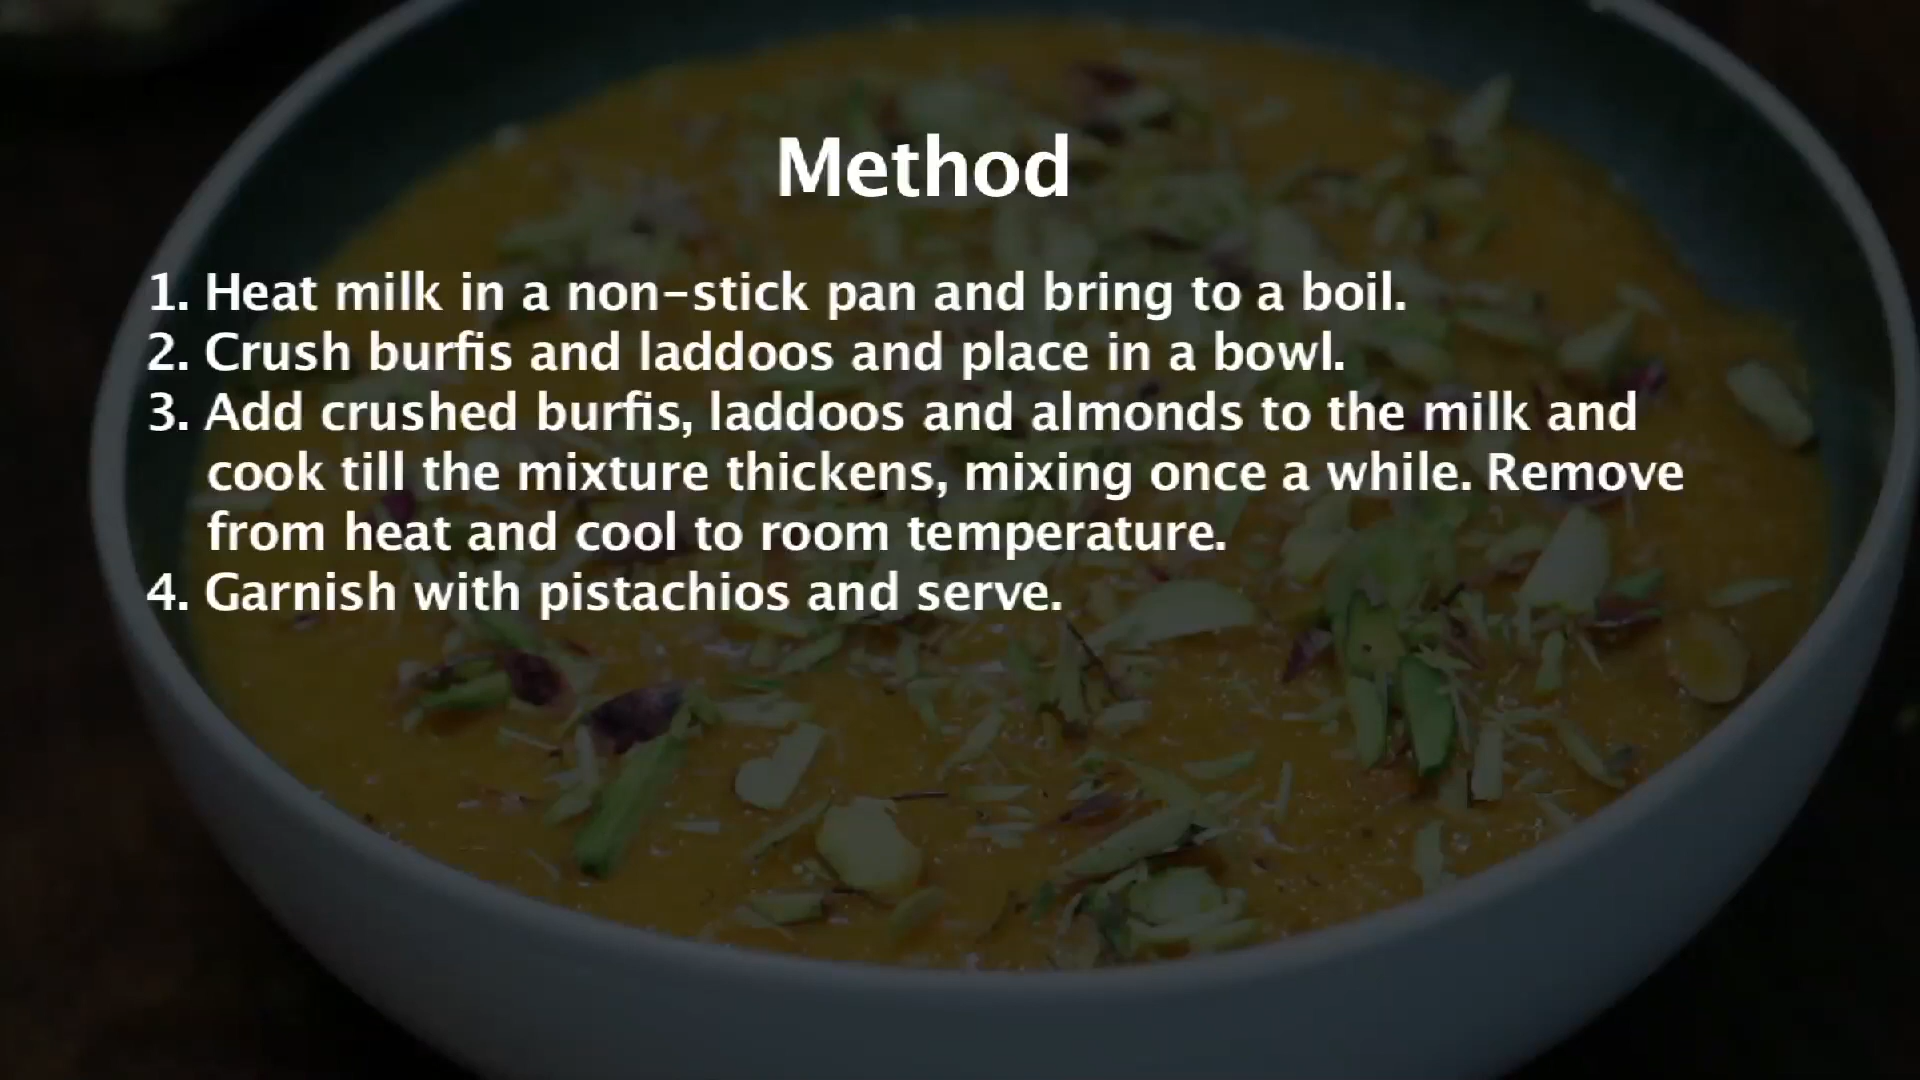 Method
1. Heat milk in a non-stick pan and bring to a boil.
2. Crush burfis and laddoos and place in a bowl.
3. Add crushed burfis, laddoos and almonds to the milk and
cook till the mixture thickens, mixing once a while. Remove
from heat and cool to room temperature.
4. Garnish with pistachios and serve.